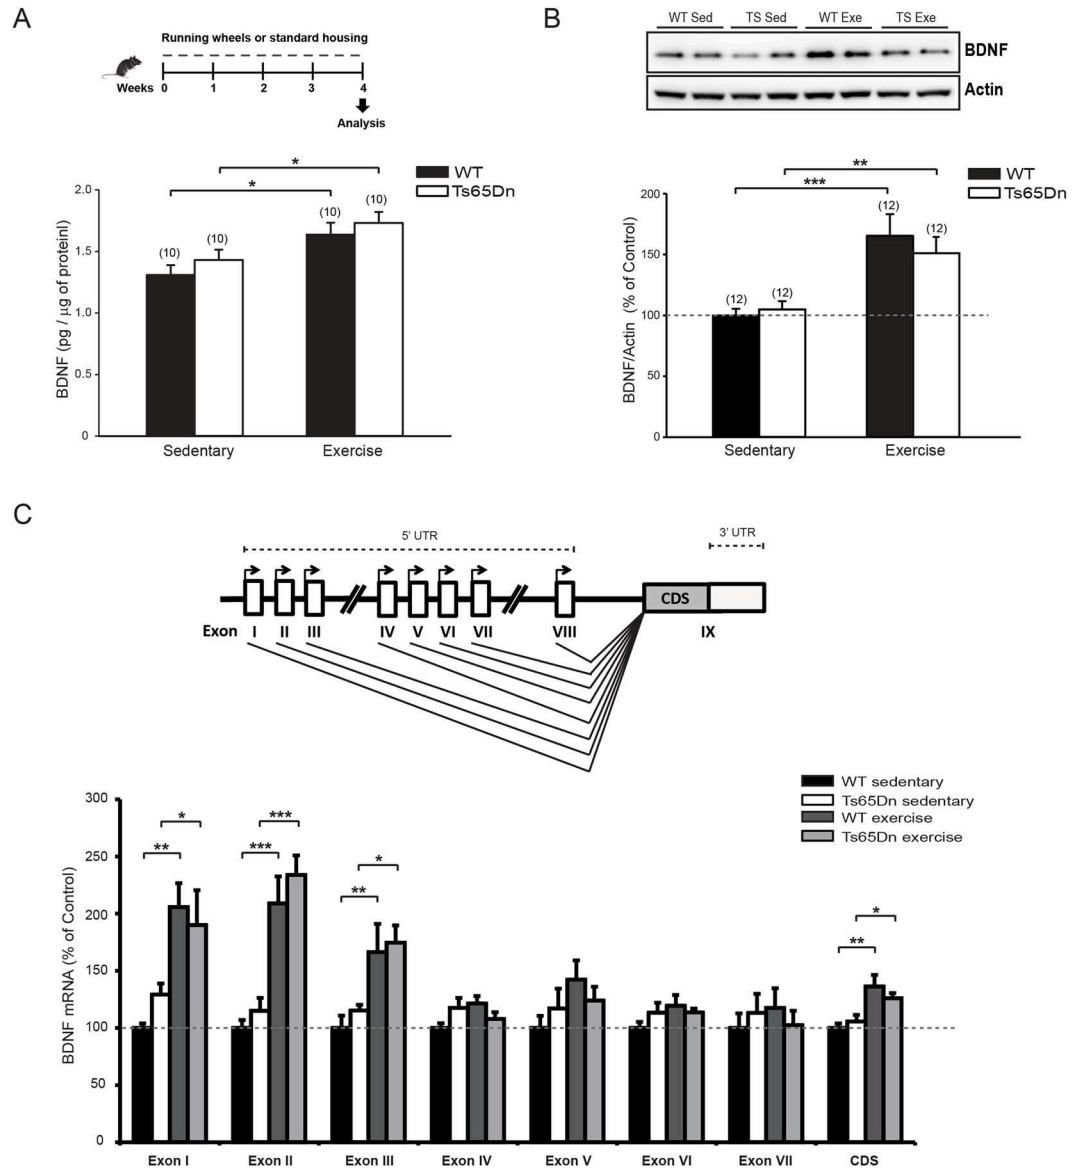 A
Running wheels or standard housing
Weeks 0 1 2 3 4
Analysis
WT
Ts65Dn
*
*
2.0
1.5
1.0
0.5
0
BDNF (pg / µg of proteinl)
(10)
(10)
(10)
(10)
Sedentary Exercise
B
WT Sed TS Sed WT Exe TS Exe
BDNF
Actin
WT
Ts65Dn
**
***
200
150
100
50
0
BDNF/Actin (% of Control)
(12)
(12)
(12)
(12)
Sedentary Exercise
C
5' UTR
3' UTR
CDS
Exon I II III IV V VI VII VIII IX
WT sedentary
Ts65Dn sedentary
WT exercise
Ts65Dn exercise
300
250
200
150
100
50
0
BDNF mRNA (% of Control)
*
**
***
***
*
**
*
**
Exon I Exon II Exon III Exon IV Exon V Exon VI Exon VII CDS